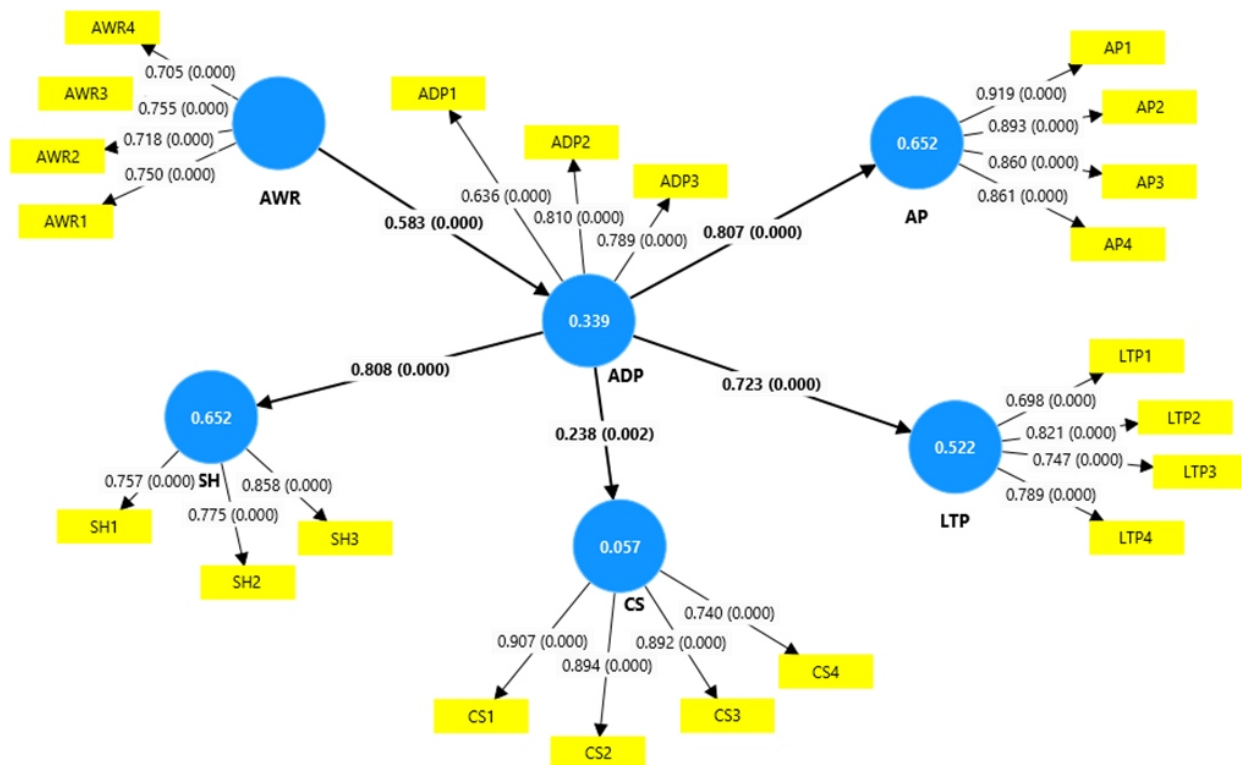 AWR4
0.705 (0.000)
AWR3
0.755 (0.000)
AWR2
0.718 (0.000)
AWR1
0.750 (0.000)
AWR
0.583 (0.000)
ADP1
0.636 (0.000)
ADP2
0.810 (0.000)
ADP3
0.789 (0.000)
0.339
ADP
0.807 (0.000)
0.652
AP
AP1
0.919 (0.000)
AP2
0.893 (0.000)
AP3
0.860 (0.000)
AP4
0.861 (0.000)
0.808 (0.000)
0.652
SH
0.757 (0.000)
SH1
0.775 (0.000)
SH2
0.858 (0.000)
SH3
0.238 (0.002)
0.057
CS
0.907 (0.000)
CS1
0.894 (0.000)
CS2
0.892 (0.000)
CS3
0.740 (0.000)
CS4
0.723 (0.000)
0.522
LTP
LTP1
0.698 (0.000)
LTP2
0.821 (0.000)
LTP3
0.747 (0.000)
LTP4
0.789 (0.000)